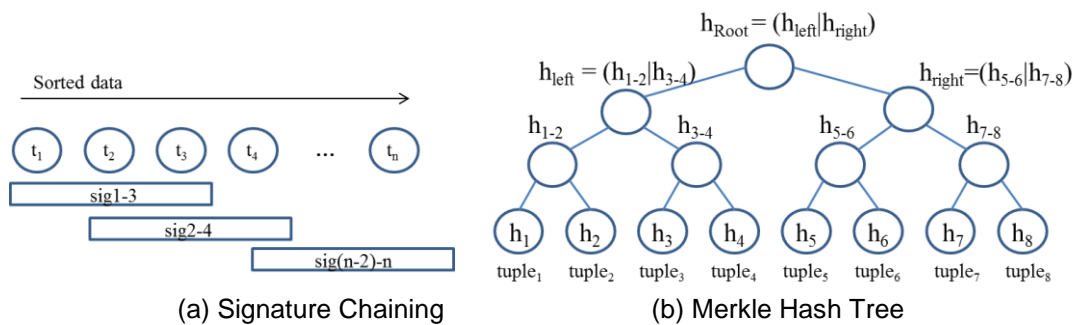 Sorted data
t1 t2 t3 t4 ... tn
sig1-3
sig2-4
sig(n-2)-n
(a) Signature Chaining
hRoot = (hleft|hright)
hleft = (h1-2|h3-4)
hright=(h5-6|h7-8)
h1-2 h3-4 h5-6 h7-8
h1 h2 h3 h4 h5 h6 h7 h8
tuple1 tuple2 tuple3 tuple4 tuple5 tuple6 tuple7 tuple8
(b) Merkle Hash Tree